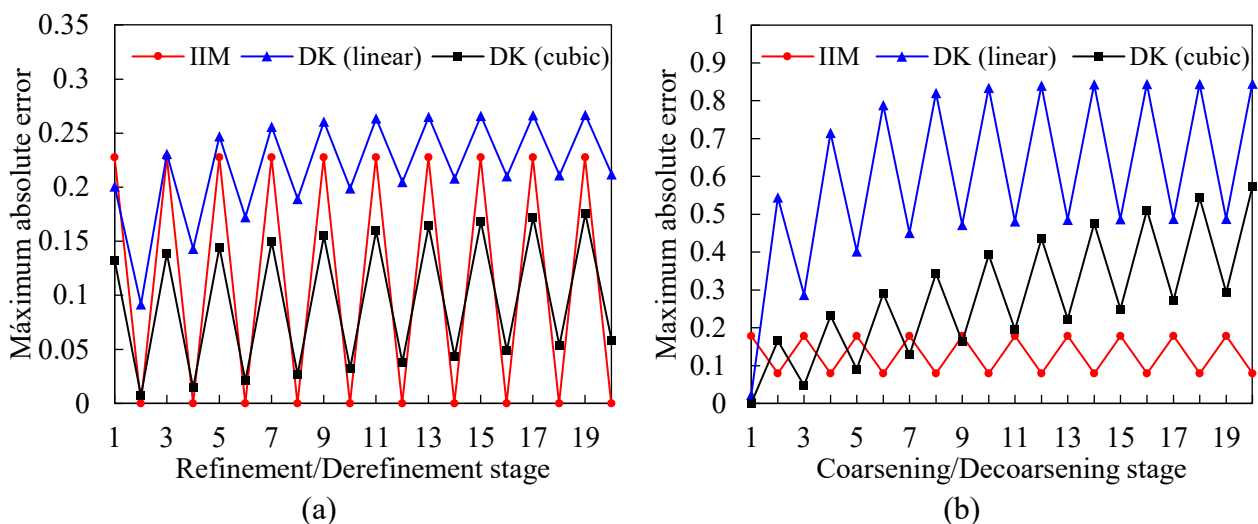 0.35
0.3
0.25
0.2
0.15
0.1
0.05
0
Máximum absolute error
IIM DK (linear) DK (cubic)
1 3 5 7 9 11 13 15 17 19
Refinement/Derefinement stage
(a)
1
0.9
0.8
0.7
0.6
0.5
0.4
0.3
0.2
0.1
0
Maximum absolute error
IIM DK (linear) DK (cubic)
1 3 5 7 9 11 13 15 17 19
Coarsening/Decoarsening stage
(b)